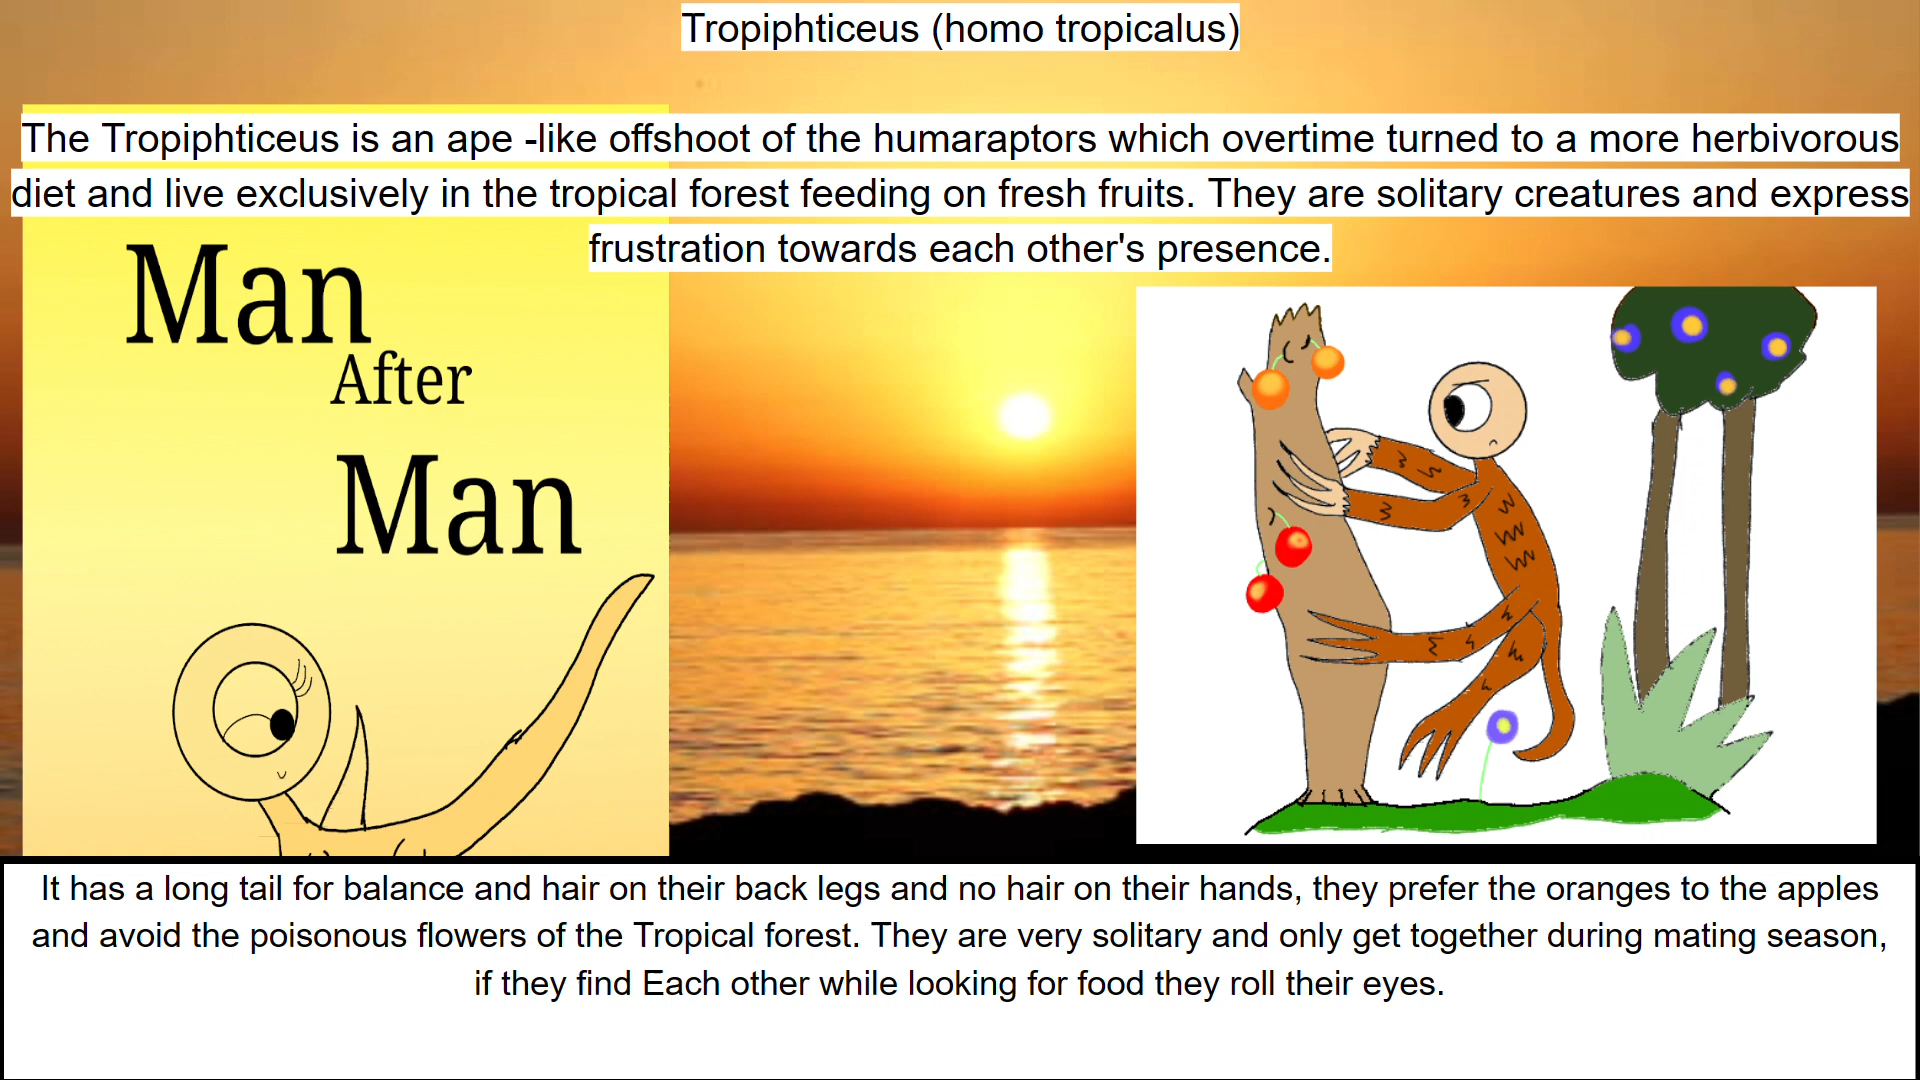 Tropiphticeus (homo tropicalus)
The Tropiphticeus is an ape -like offshoot of the humaraptors which overtime turned to a more herbivorous
diet and live exclusively in the tropical forest feeding on fresh fruits. They are solitary creatures and express
frustration towards each other's presence.
Man
After
Man
It has a long tail for balance and hair on their back legs and no hair on their hands, they prefer the oranges to the apples
and avoid the poisonous flowers of the Tropical forest. They are very solitary and only get together during mating season,
if they find Each other while looking for food they roll their eyes.